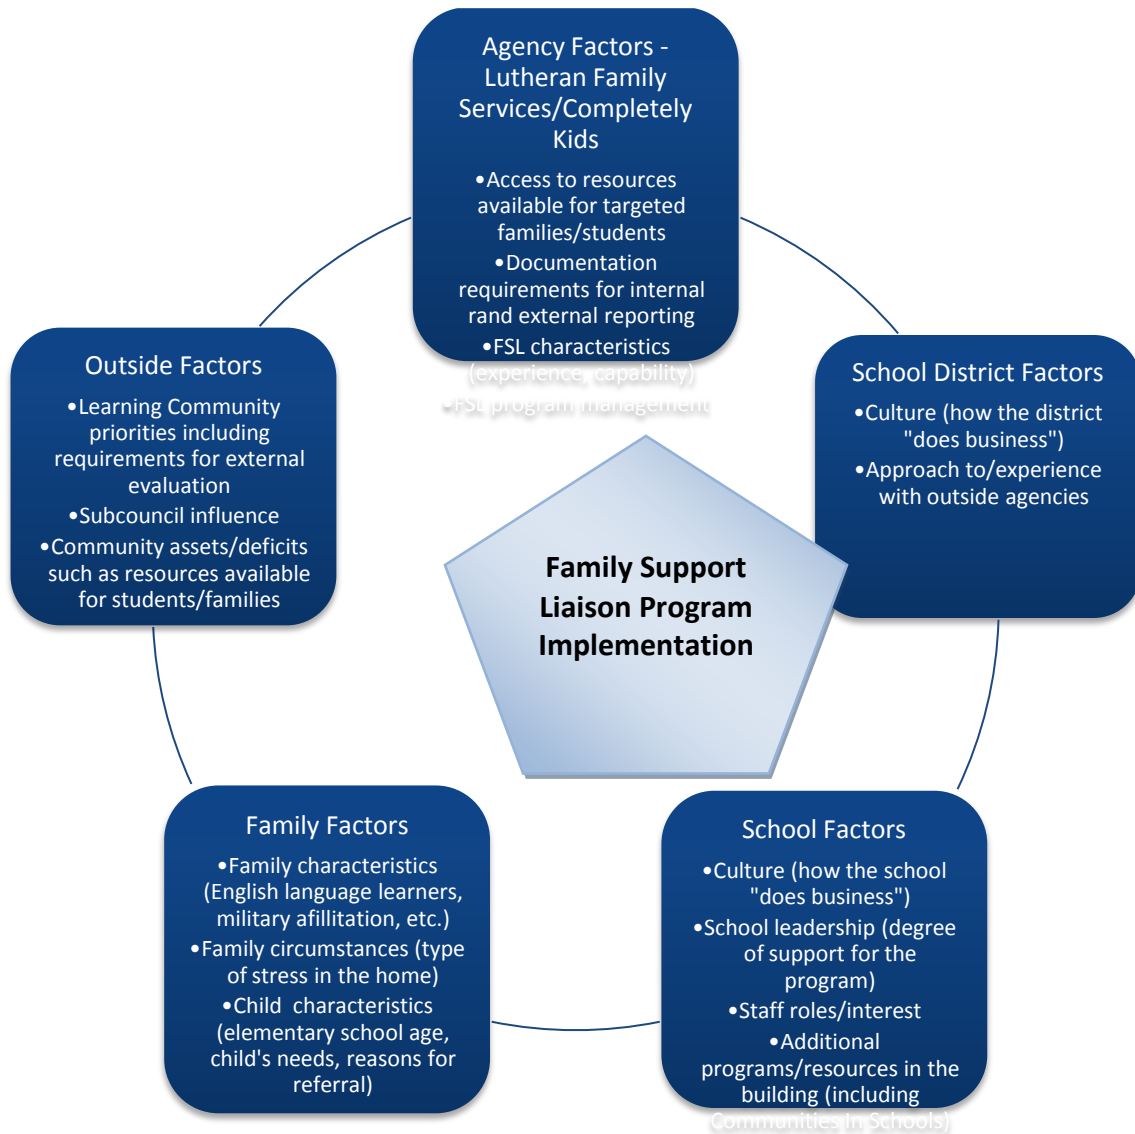 Agency Factors -
Lutheran Family
Services/Completely
Kids
•Access to resources
available for targeted
families/students
•Documentation
requirements for internal
rand external reporting
•FSL characteristics
(experience, capability)
•FSL program management
School District Factors
•Culture (how the district
"does business")
•Approach to/experience
with outside agencies
School Factors
•Culture (how the school
"does business")
•School leadership (degree
of support for the
program)
•Staff roles/interest
•Additional
programs/resources in the
building (including
Communities In Schools)
Family Factors
•Family characteristics
(English language learners,
military afillitation, etc.)
•Family circumstances (type
of stress in the home)
•Child  characteristics
(elementary school age,
child's needs, reasons for
referral)
Outside Factors
•Learning Community
priorities including
requirements for external
evaluation
•Subcouncil influence
•Community assets/deficits
such as resources available
for students/families
Family Support
Liaison Program
Implementation